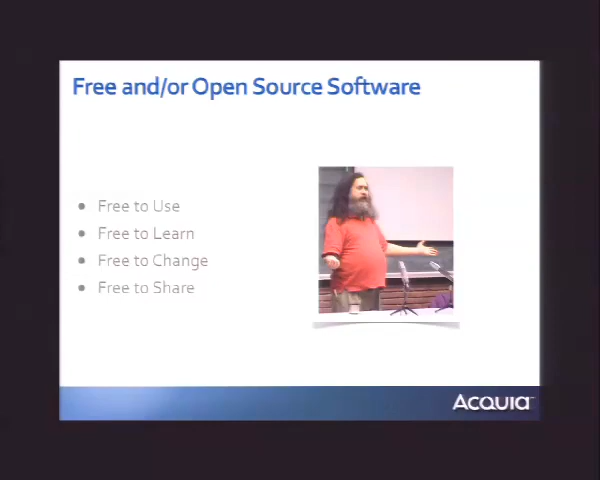 Free and/or Open Source Software
Free to Use
Free to Learn
Free to Change
Free to Share
Acquia